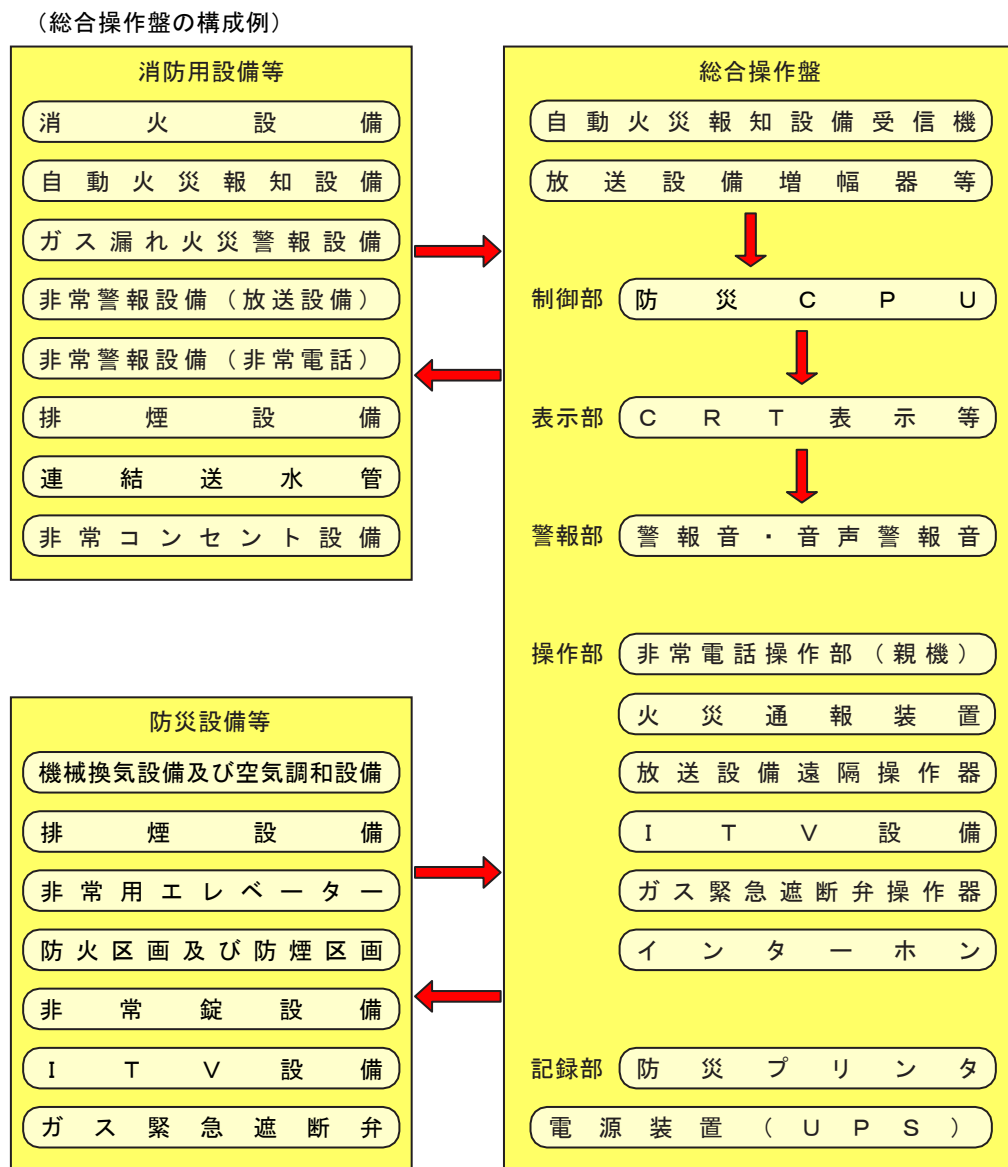 （総合操作盤の構成例）
消防用設備等
消火設備
自動火災報知設備
ガス漏れ火災警報設備
非常警報設備（放送設備）
非常警報設備（非常電話）
排煙設備
連結送水管
非常コンセント設備
防災設備等
機械換気設備及び空気調和設備
排煙設備
非常用エレベーター
防火区画及び防煙区画
非常錠設備
ＩＴＶ設備
ガス緊急遮断弁
総合操作盤
自動火災報知設備受信機
放送設備増幅器等
制御部 防災ＣＰＵ
表示部 ＣＲＴ表示等
警報部 警報音・音声警報音
操作部 非常電話操作部（親機）
火災通報装置
放送設備遠隔操作器
ＩＴＶ設備
ガス緊急遮断弁操作器
インターホン
記録部 防災プリンタ
電源装置（ＵＰＳ）